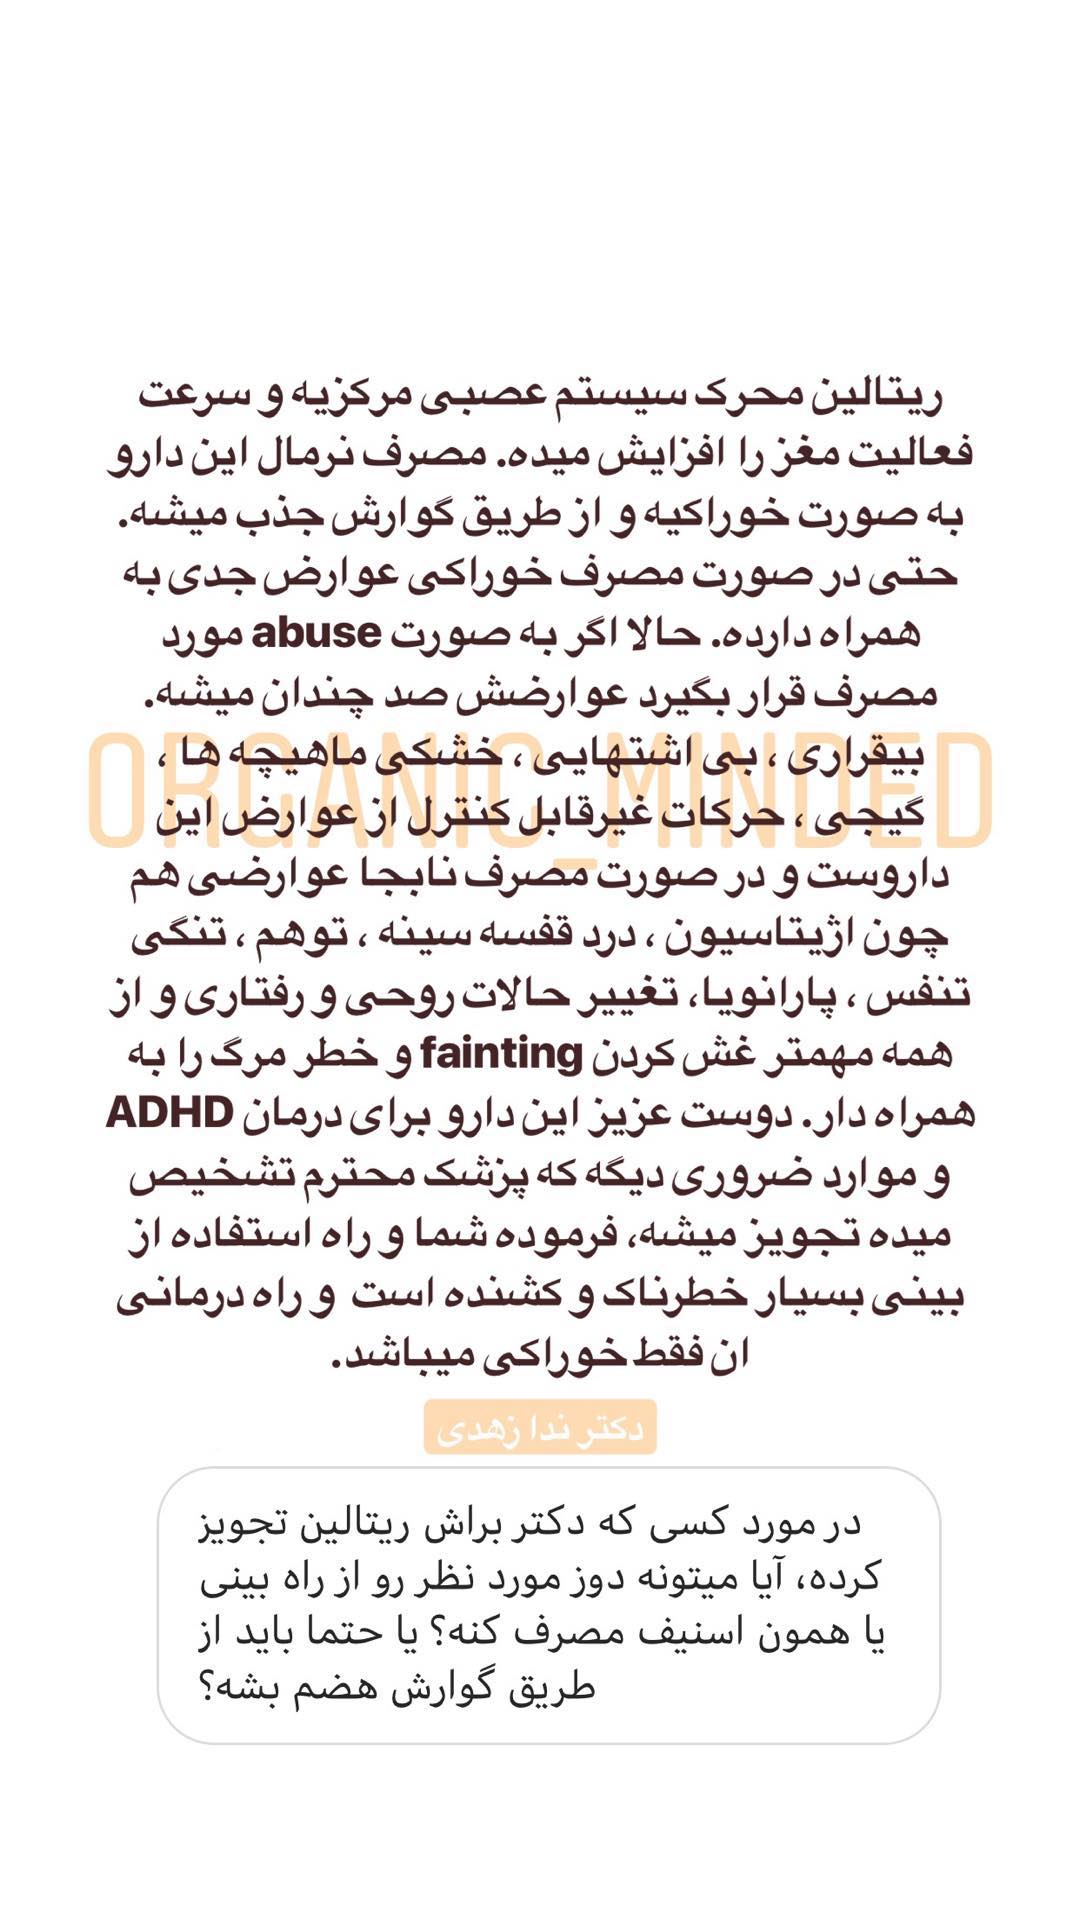 ریتالین محرک سیستم عصبی مرکزیه و سرعت
فعالیت مغز را افزایش میده. مصرف نرمال این دارو
به صورت خوراکیه و از طریق گوارش جذب میشه.
حتی در صورت مصرف خوراکی عوارض جدی به
همراه دارده. حالا اگر به صورت abuse مورد
مصرف قرار بگیرد عوارضش صد چندان میشه.
بیقراری ، بی اشتهایی ، خشکی ماهیچه ها ،
گیجی ، حرکات غیرقابل کنترل از عوارض این
ORGANIC_MINDED
داروست و در صورت مصرف نابجا عوارضی هم
چون اژیتاسیون ، درد قفسه سینه ، توهم ، تنگی
تنفس ، پارانویا، تغییر حالات روحی و رفتاری و از
همه مهمتر غش کردن fainting و خطر مرگ را به
همراه دار. دوست عزیز این دارو برای درمان ADHD
و موارد ضروری دیگه که پزشک محترم تشخیص
میده تجویز میشه، فرموده شما و راه استفاده از
بینی بسیار خطرناک و کشنده است و راه درمانی
ان فقط خوراکی میباشد.
دکتر ندا زهدی
در مورد کسی که دکتر براش ریتالین تجویز
کرده، آیا میتونه دوز مورد نظر رو از راه بینی
یا همون اسنیف مصرف کنه؟ یا حتما باید از
طریق گوارش هضم بشه؟